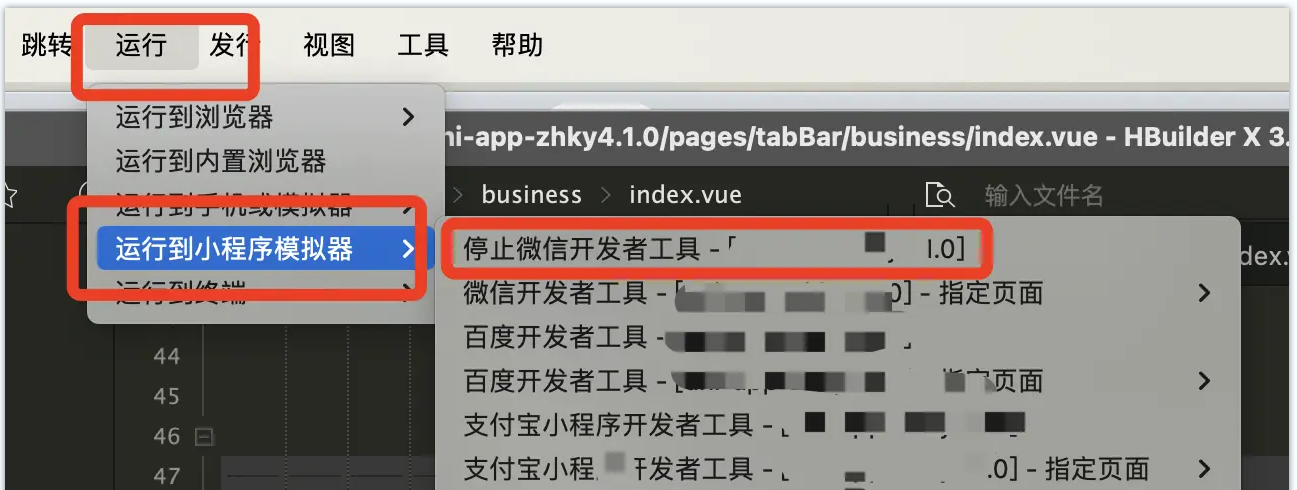 跳转 运行 发行 视图 工具 帮助
运行到浏览器
ni-app-zhky4.1.0/pages/tabBar/business/index.vue - HBuilder X 3.
运行到内置浏览器
运行到手机或模拟器
business index.vue 输入文件名
运行到小程序模拟器
停止微信开发者工具 - [ .0]
dex.
运行到终端
微信开发者工具 - [ 0] - 指定页面
百度开发者工具 - ]
44
百度开发者工具 - [ 指定页面
45
支付宝小程序开发者工具 - [
46
支付宝小程 开发者工具 - [ .0] - 指定页面
47